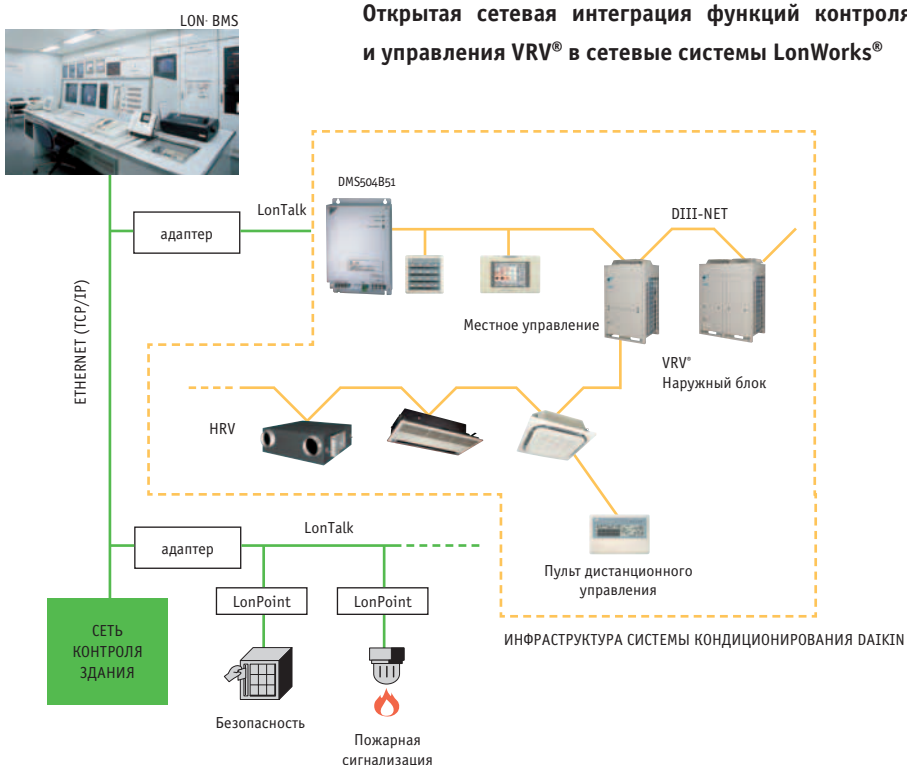 LON· BMS
Открытая сетевая интеграция функций контроля
и управления VRV® в сетевые системы LonWorks®
DMS504B51
LonTalk
DIII-NET
адаптер
Местное управление
ETHERNET (TCP/IP)
VRV®
Наружный блок
HRV
LonTalk
адаптер
Пульт дистанционного
управления
LonPoint
LonPoint
СЕТЬ
КОНТРОЛЯ
ЗДАНИЯ
ИНФРАСТРУКТУРА СИСТЕМЫ КОНДИЦИОНИРОВАНИЯ DAIKIN
Безопасность
Пожарная
сигнализация